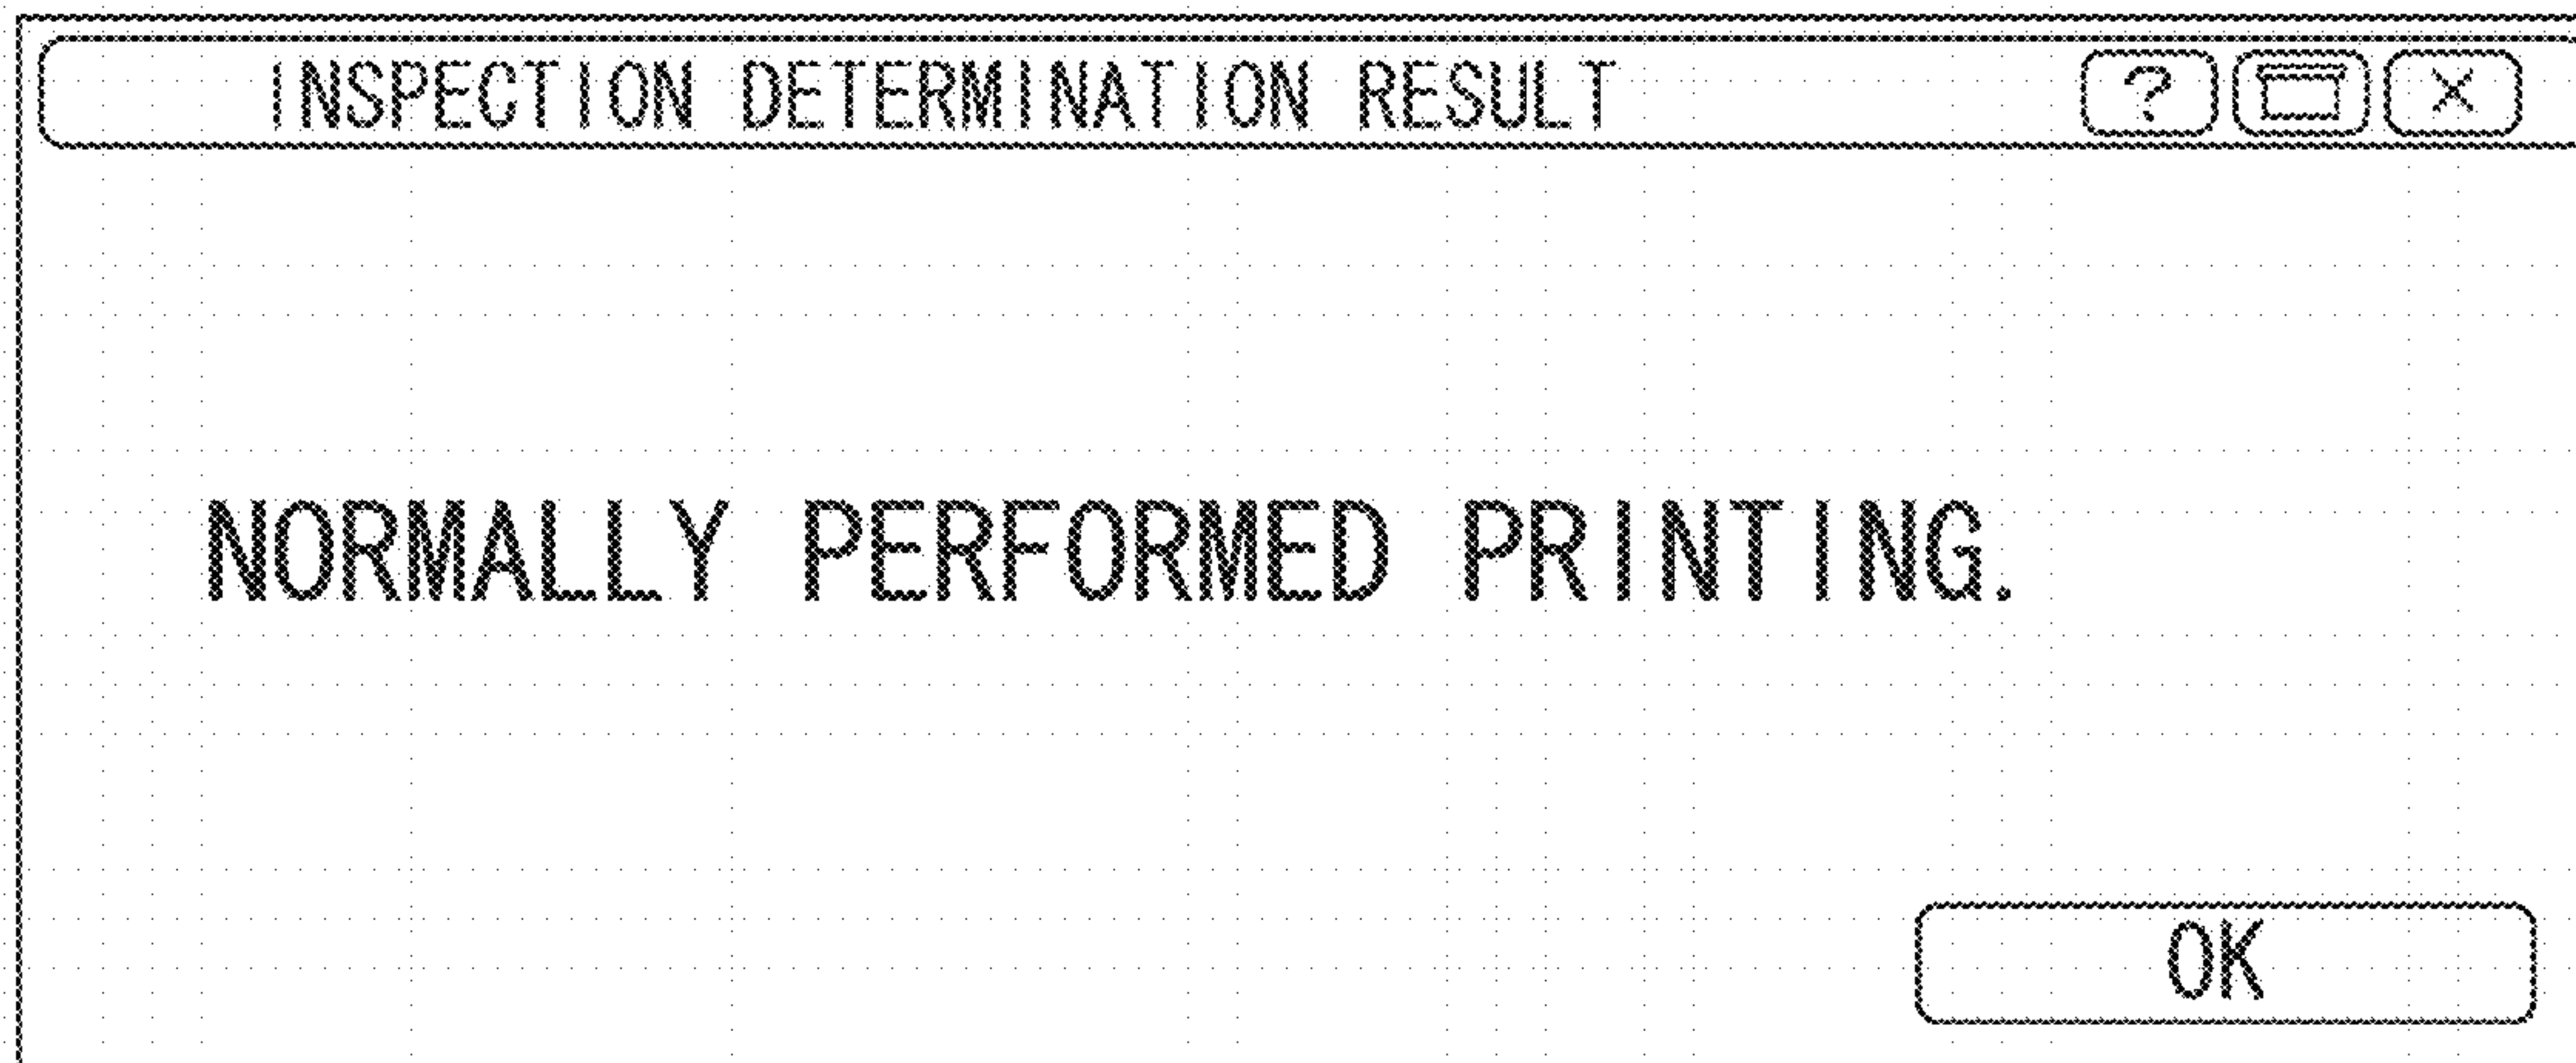 INSPECTION DETERMINATION RESULT ? ×
NORMALLY PERFORMED PRINTING.
OK